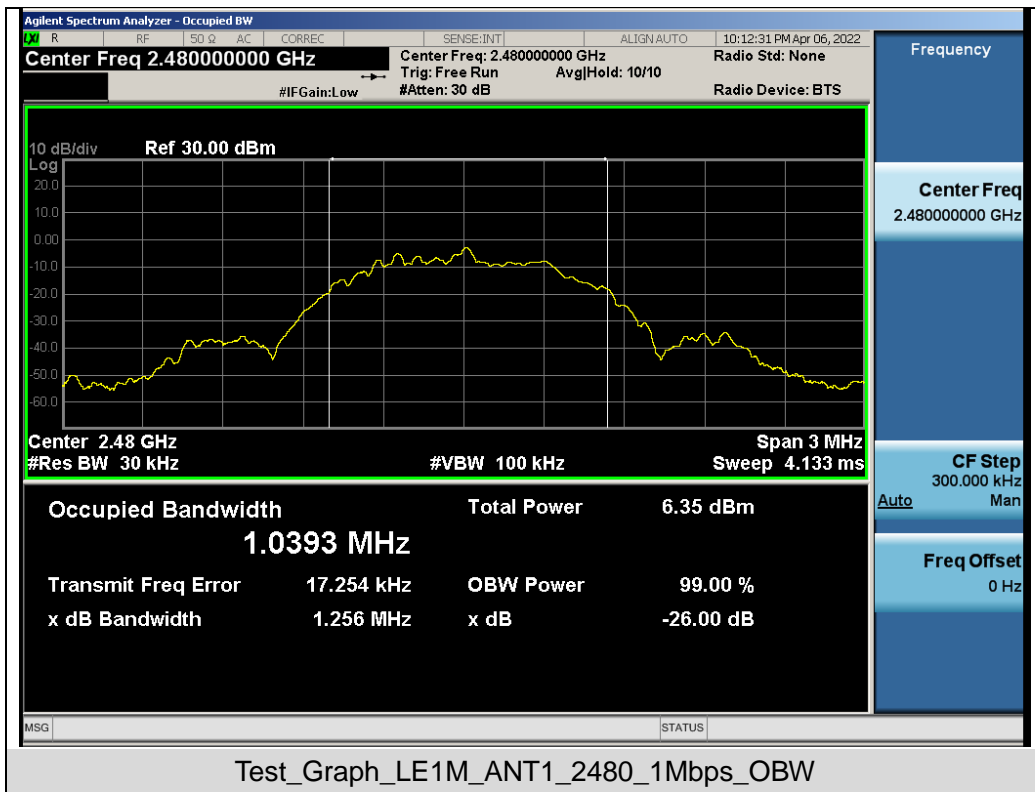 Agilent Spectrum Analyzer - Occupied BW
LXI R RF 50 Ω AC CORREC SENSE:INT ALIGN AUTO 10:12:31 PM Apr 06, 2022
Center Freq 2.480000000 GHz
Center Freq: 2.480000000 GHz Radio Std: None
Trig: Free Run Avg|Hold: 10/10
#IFGain:Low #Atten: 30 dB Radio Device: BTS
10 dB/div Ref 30.00 dBm
Log
20.0
10.0
0.00
-10.0
-20.0
-30.0
-40.0
-50.0
-60.0
Center 2.48 GHz Span 3 MHz
#Res BW 30 kHz #VBW 100 kHz Sweep 4.133 ms
Occupied Bandwidth Total Power 6.35 dBm
1.0393 MHz
Transmit Freq Error 17.254 kHz OBW Power 99.00 %
x dB Bandwidth 1.256 MHz x dB -26.00 dB
MSG STATUS
Frequency
Center Freq
2.480000000 GHz
CF Step
300.000 kHz
Auto Man
Freq Offset
0 Hz
Test_Graph_LE1M_ANT1_2480_1Mbps_OBW